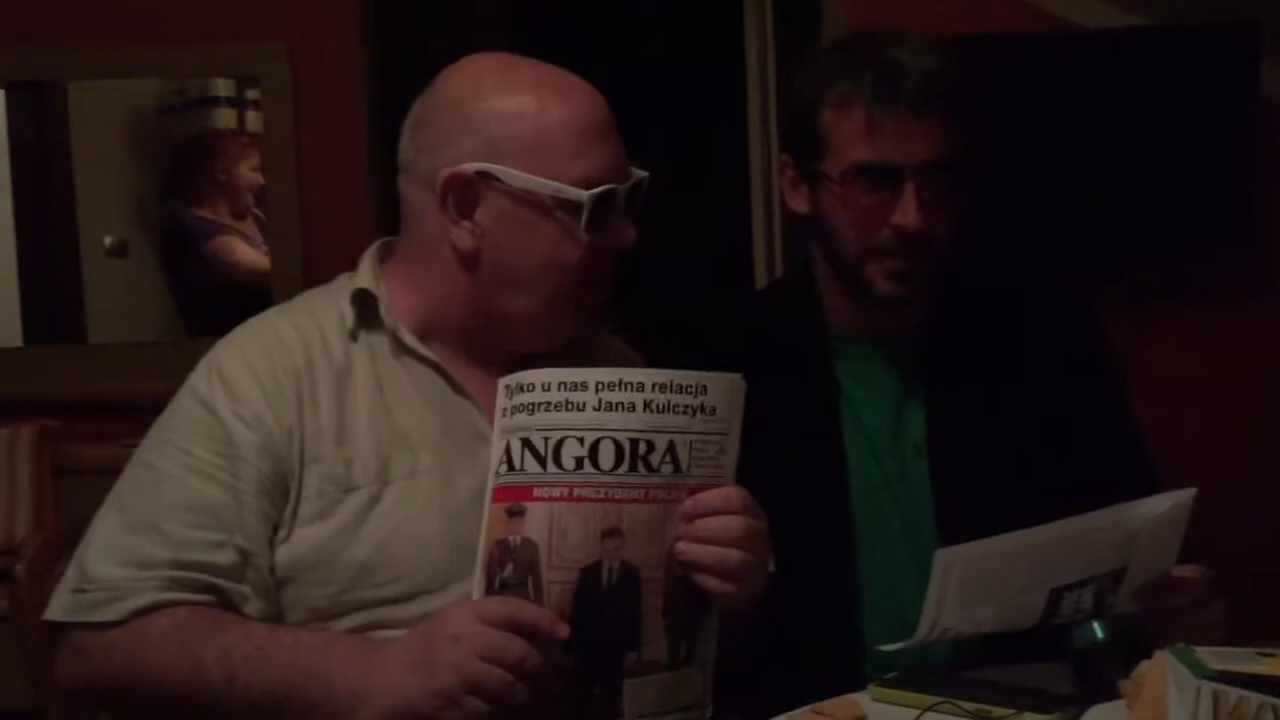 Tylko u nas pełna relacja
z pogrzebu Jana Kulczyka
ANGORA
NOWY PREZYDENT POLSKI